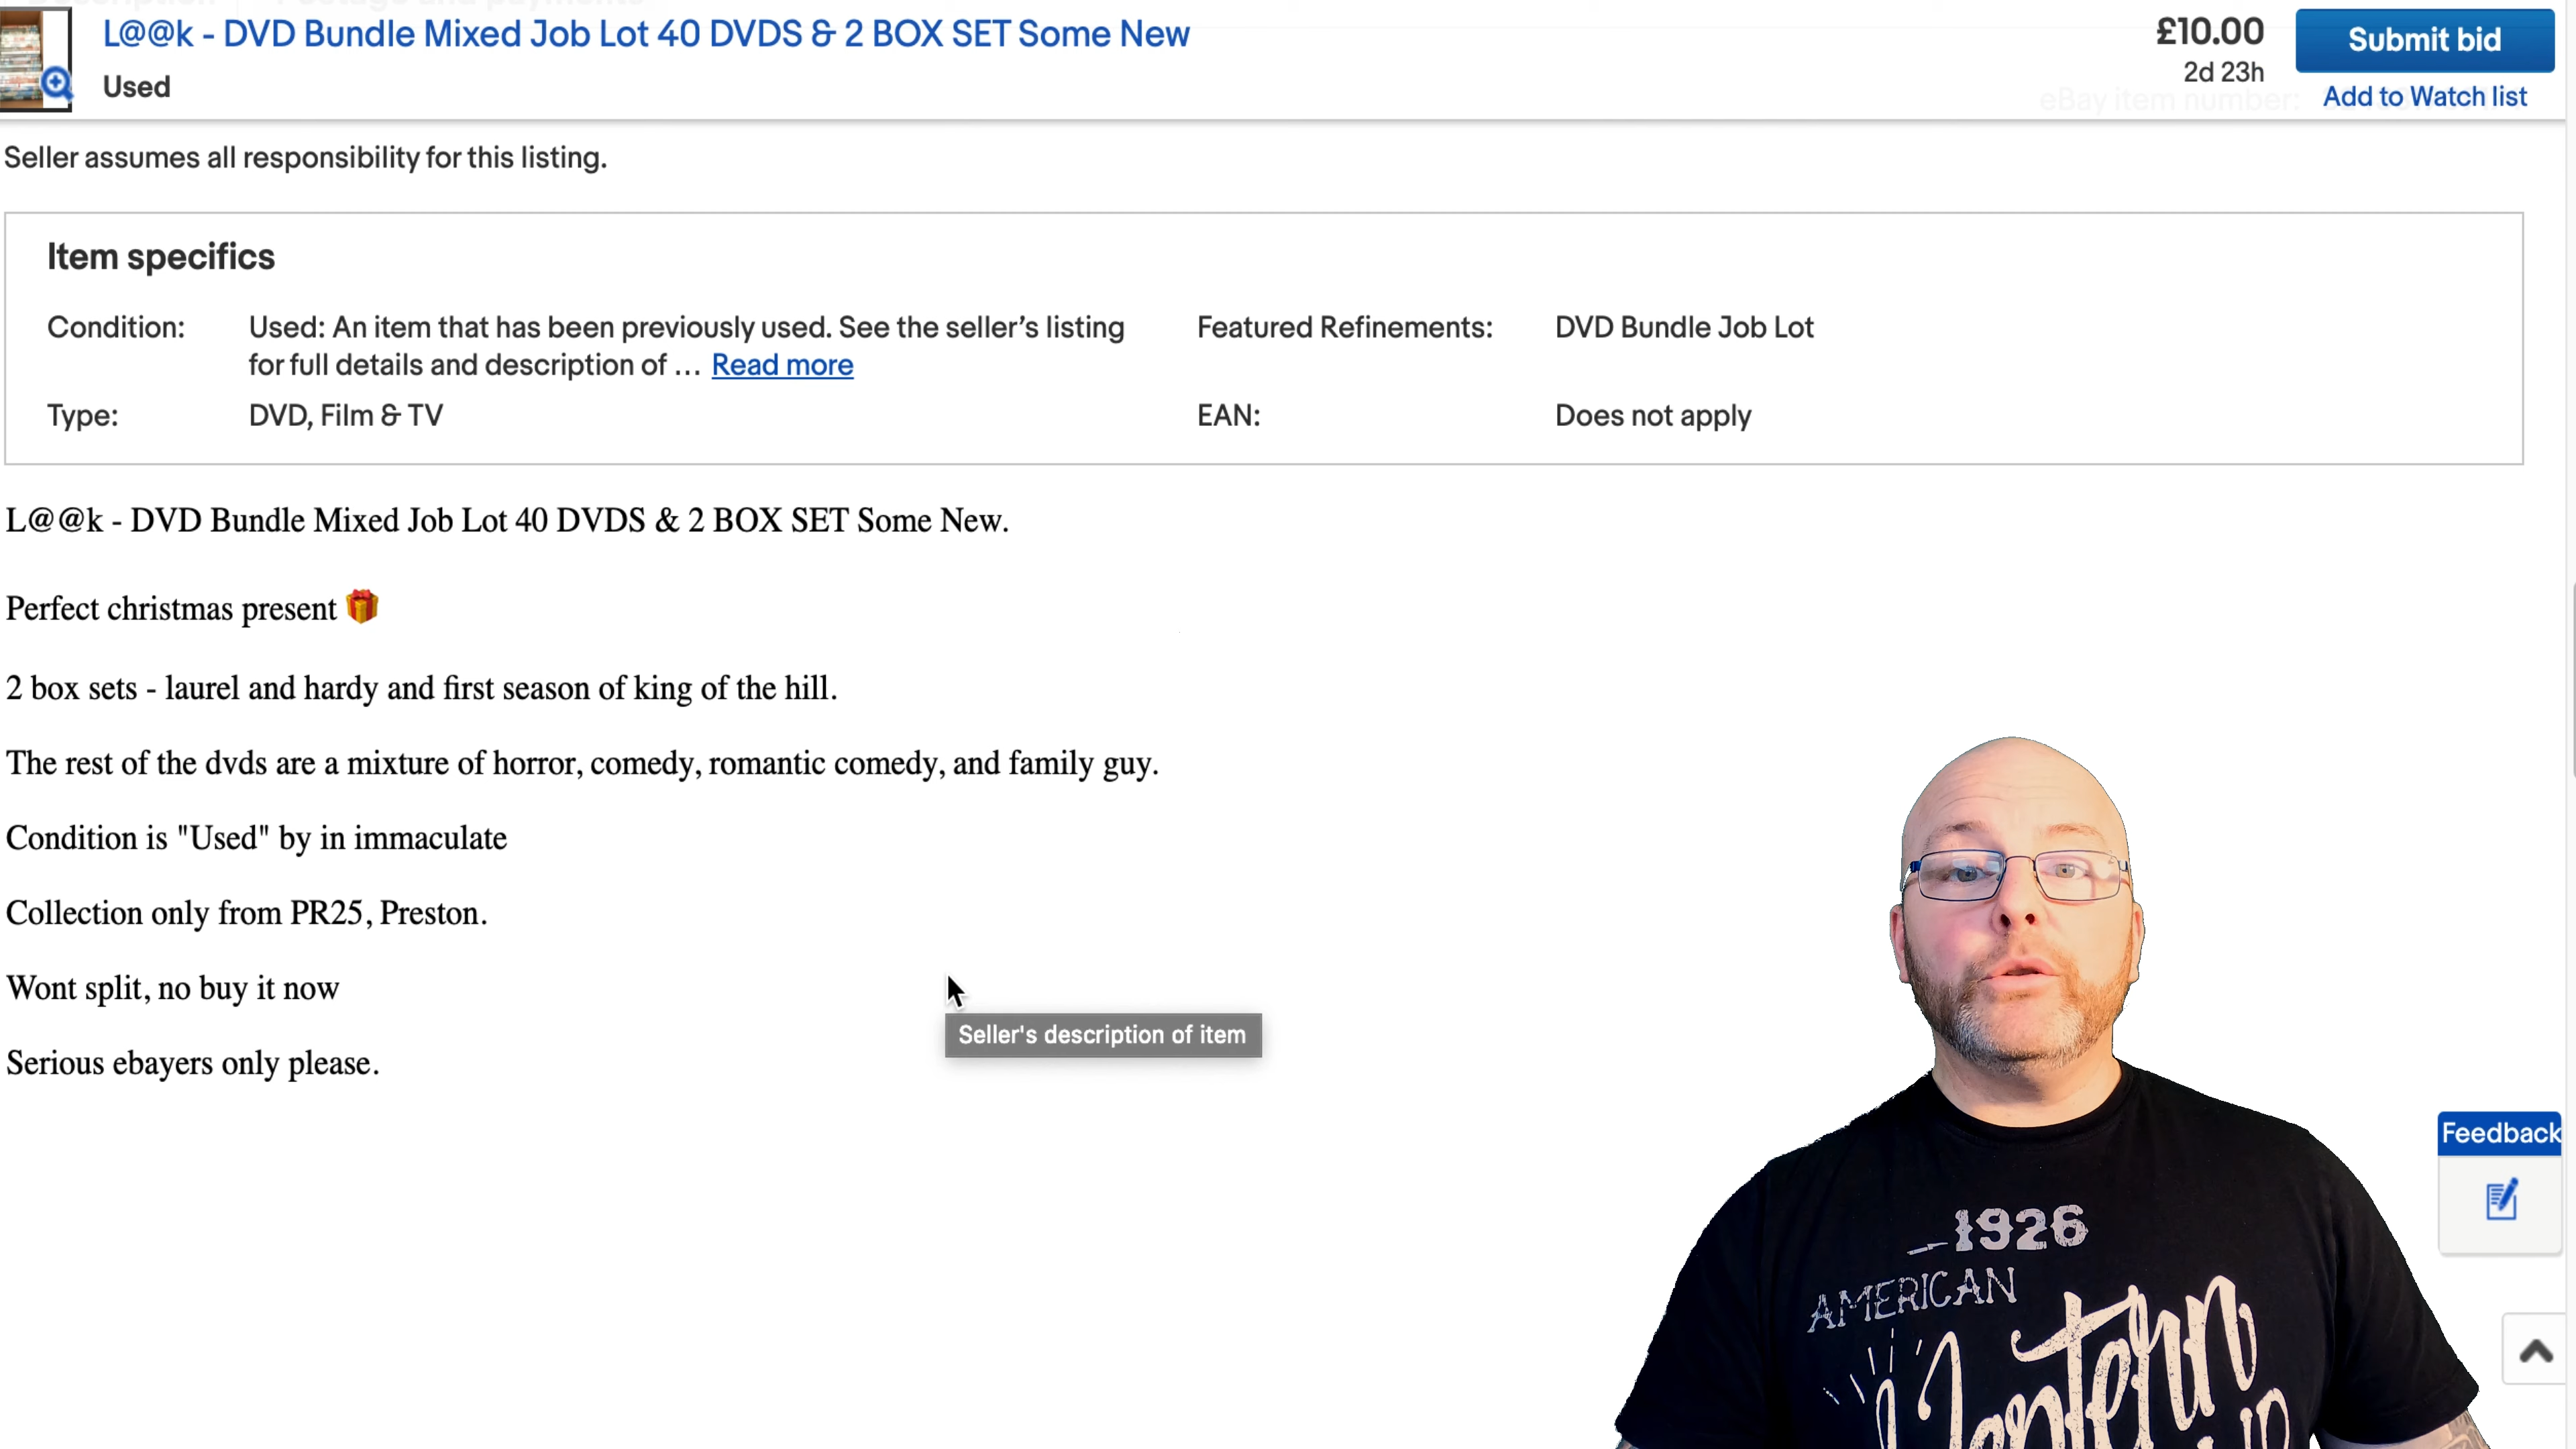 L@@k - DVD Bundle Mixed Job Lot 40 DVDS & 2 BOX SET Some New
Used
£10.00
2d 23h
Submit bid
Add to Watch list
eBay item number:
Seller assumes all responsibility for this listing.
Item specifics
Condition: Used: An item that has been previously used. See the seller's listing
for full details and description of ... Read more
Featured Refinements: DVD Bundle Job Lot
Type: DVD, Film & TV
EAN: Does not apply
L@@k - DVD Bundle Mixed Job Lot 40 DVDS & 2 BOX SET Some New.
Perfect christmas present 🎁
2 box sets - laurel and hardy and first season of king of the hill.
The rest of the dvds are a mixture of horror, comedy, romantic comedy, and family guy.
Condition is "Used" by in immaculate
Collection only from PR25, Preston.
Wont split, no buy it now
Seller's description of item
Serious ebayers only please.
Feedback
1926
AMERICAN